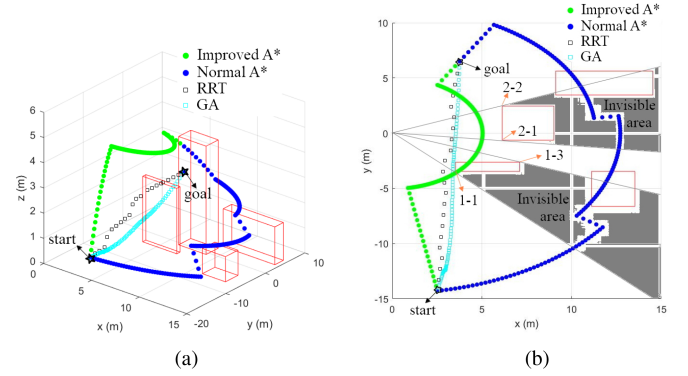 (a)
Improved A*
Normal A*
RRT
GA
6
5
4
3
2
1
0
z (m)
start
goal
0
5
10
15
x (m)
-20
-10
0
10
y (m)
(a)
(b)
Improved A*
Normal A*
RRT
GA
10
5
0
-5
-10
-15
y (m)
goal
2-2
2-1
1-3
1-1
Invisible
area
Invisible
area
start
0
5
10
15
x (m)
(b)